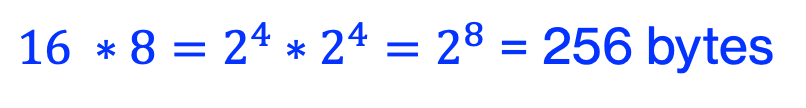 16 * 8 = 2⁴ * 2⁴ = 2⁸ = 256 bytes